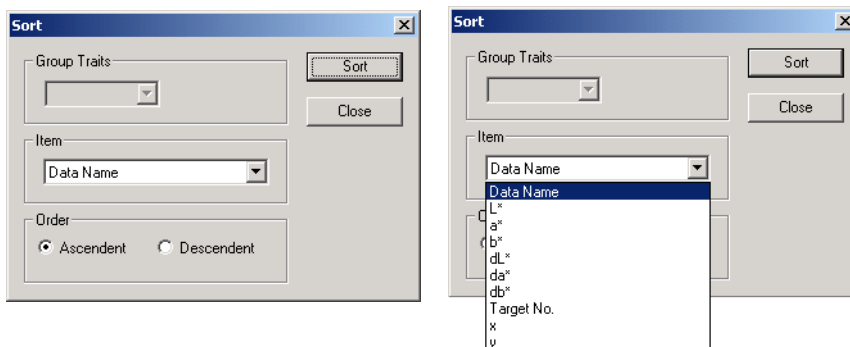 Sort
Group Traits
Sort
Close
Item
Data Name
Order
Ascendent Descendent
Sort
Group Traits
Sort
Close
Item
Data Name
Data Name
L*
a*
b*
dL*
da*
db*
Target No.
x
y